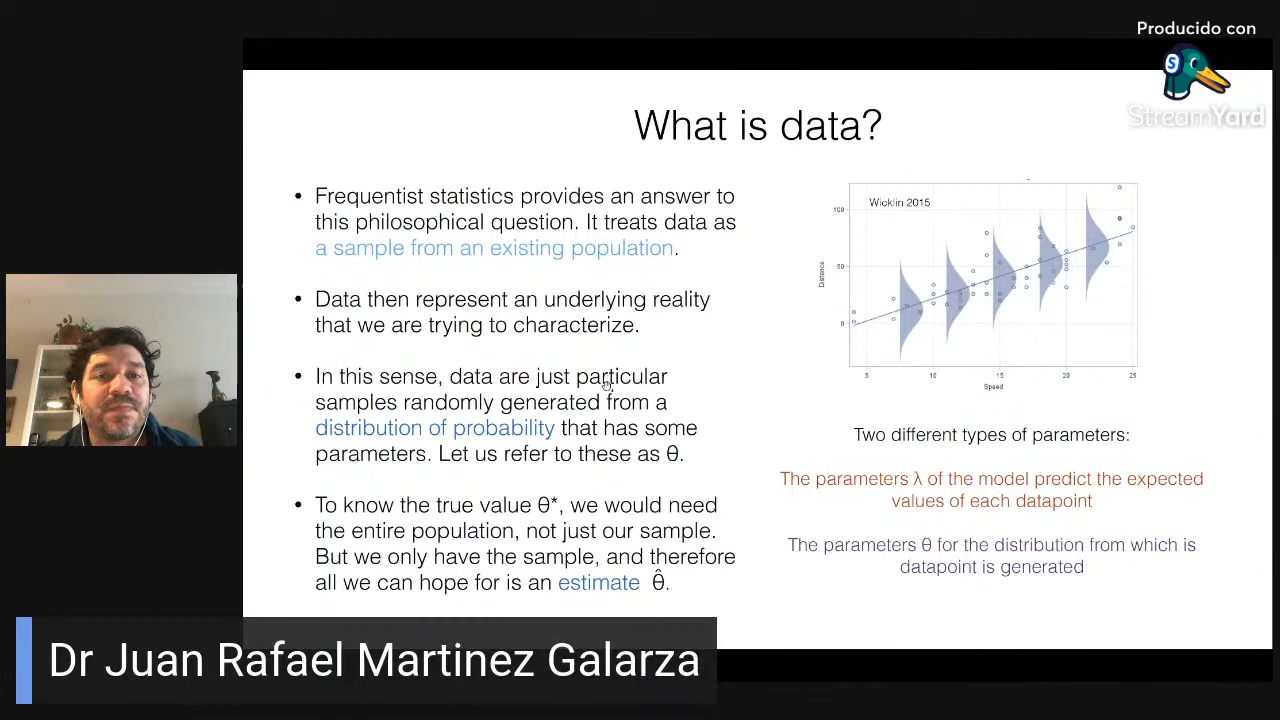 Producido con
StreamYard
What is data?
• Frequentist statistics provides an answer to
this philosophical question. It treats data as
a sample from an existing population.
• Data then represent an underlying reality
that we are trying to characterize.
• In this sense, data are just particular
samples randomly generated from a
distribution of probability that has some
parameters. Let us refer to these as θ.
• To know the true value θ*, we would need
the entire population, not just our sample.
But we only have the sample, and therefore
all we can hope for is an estimate θ̂.
Wicklin 2015
100
50
0
Distance
5 10 15 20 25
Speed
Two different types of parameters:
The parameters λ of the model predict the expected
values of each datapoint
The parameters θ for the distribution from which is
datapoint is generated
Dr Juan Rafael Martinez Galarza